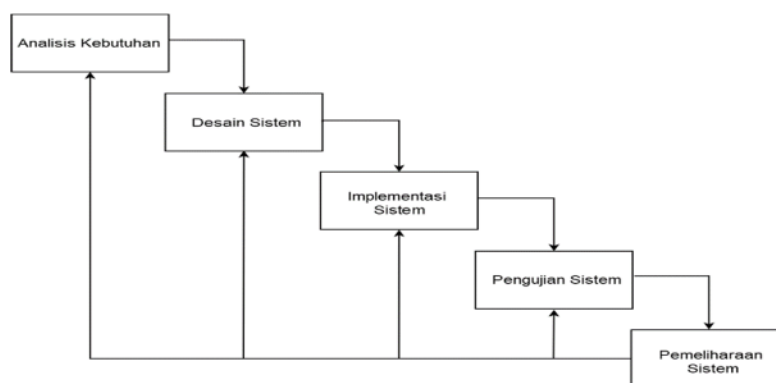 Analisis Kebutuhan
Desain Sistem
Implementasi
Sistem
Pengujian Sistem
Pemeliharaan
Sistem